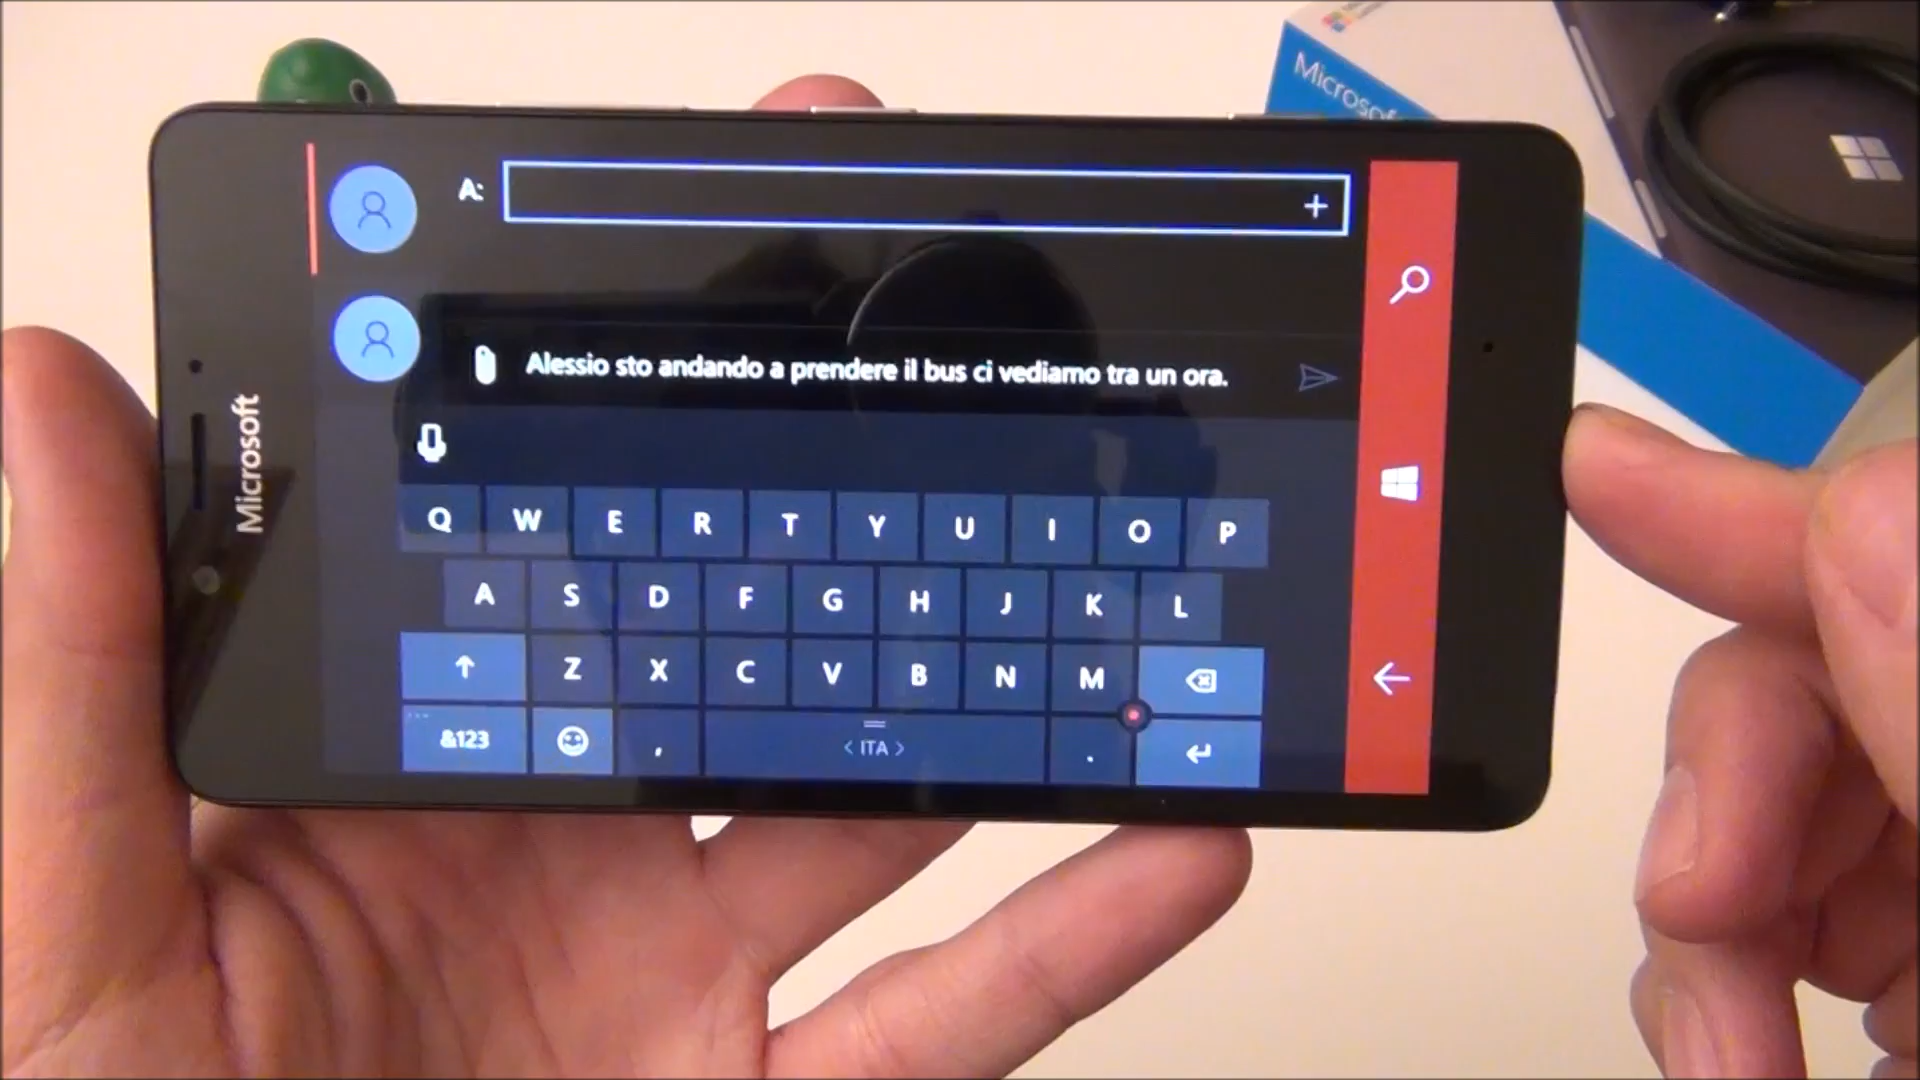 Microsoft
Microsoft
A:
Alessio sto andando a prendere il bus ci vediamo tra un ora.
Q W E R T Y U I O P
A S D F G H J K L
Z X C V B N M
&123 , < ITA > .